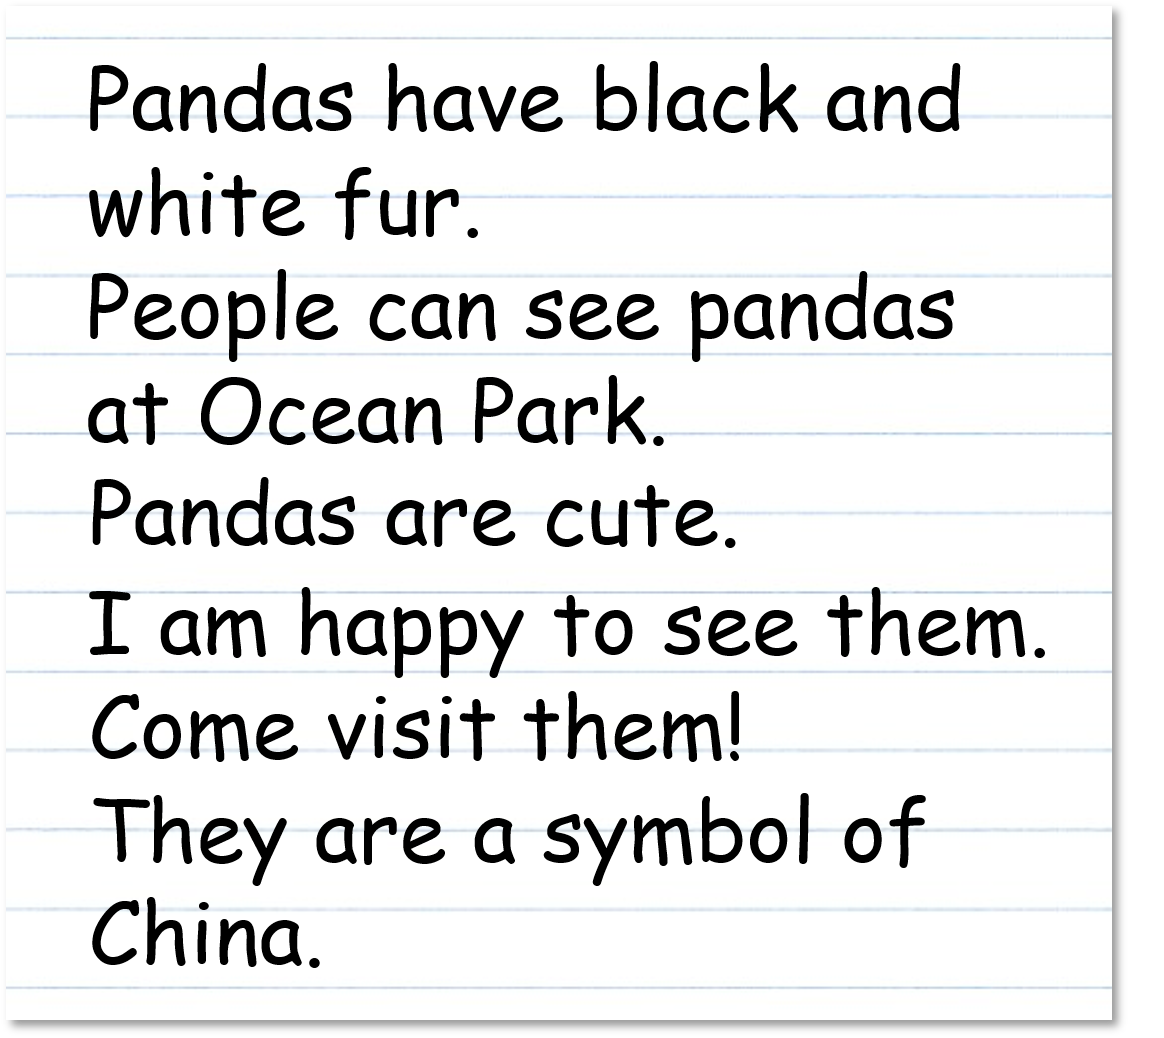 Pandas have black and
white fur.
People can see pandas
at Ocean Park.
Pandas are cute.
I am happy to see them.
Come visit them!
They are a symbol of
China.